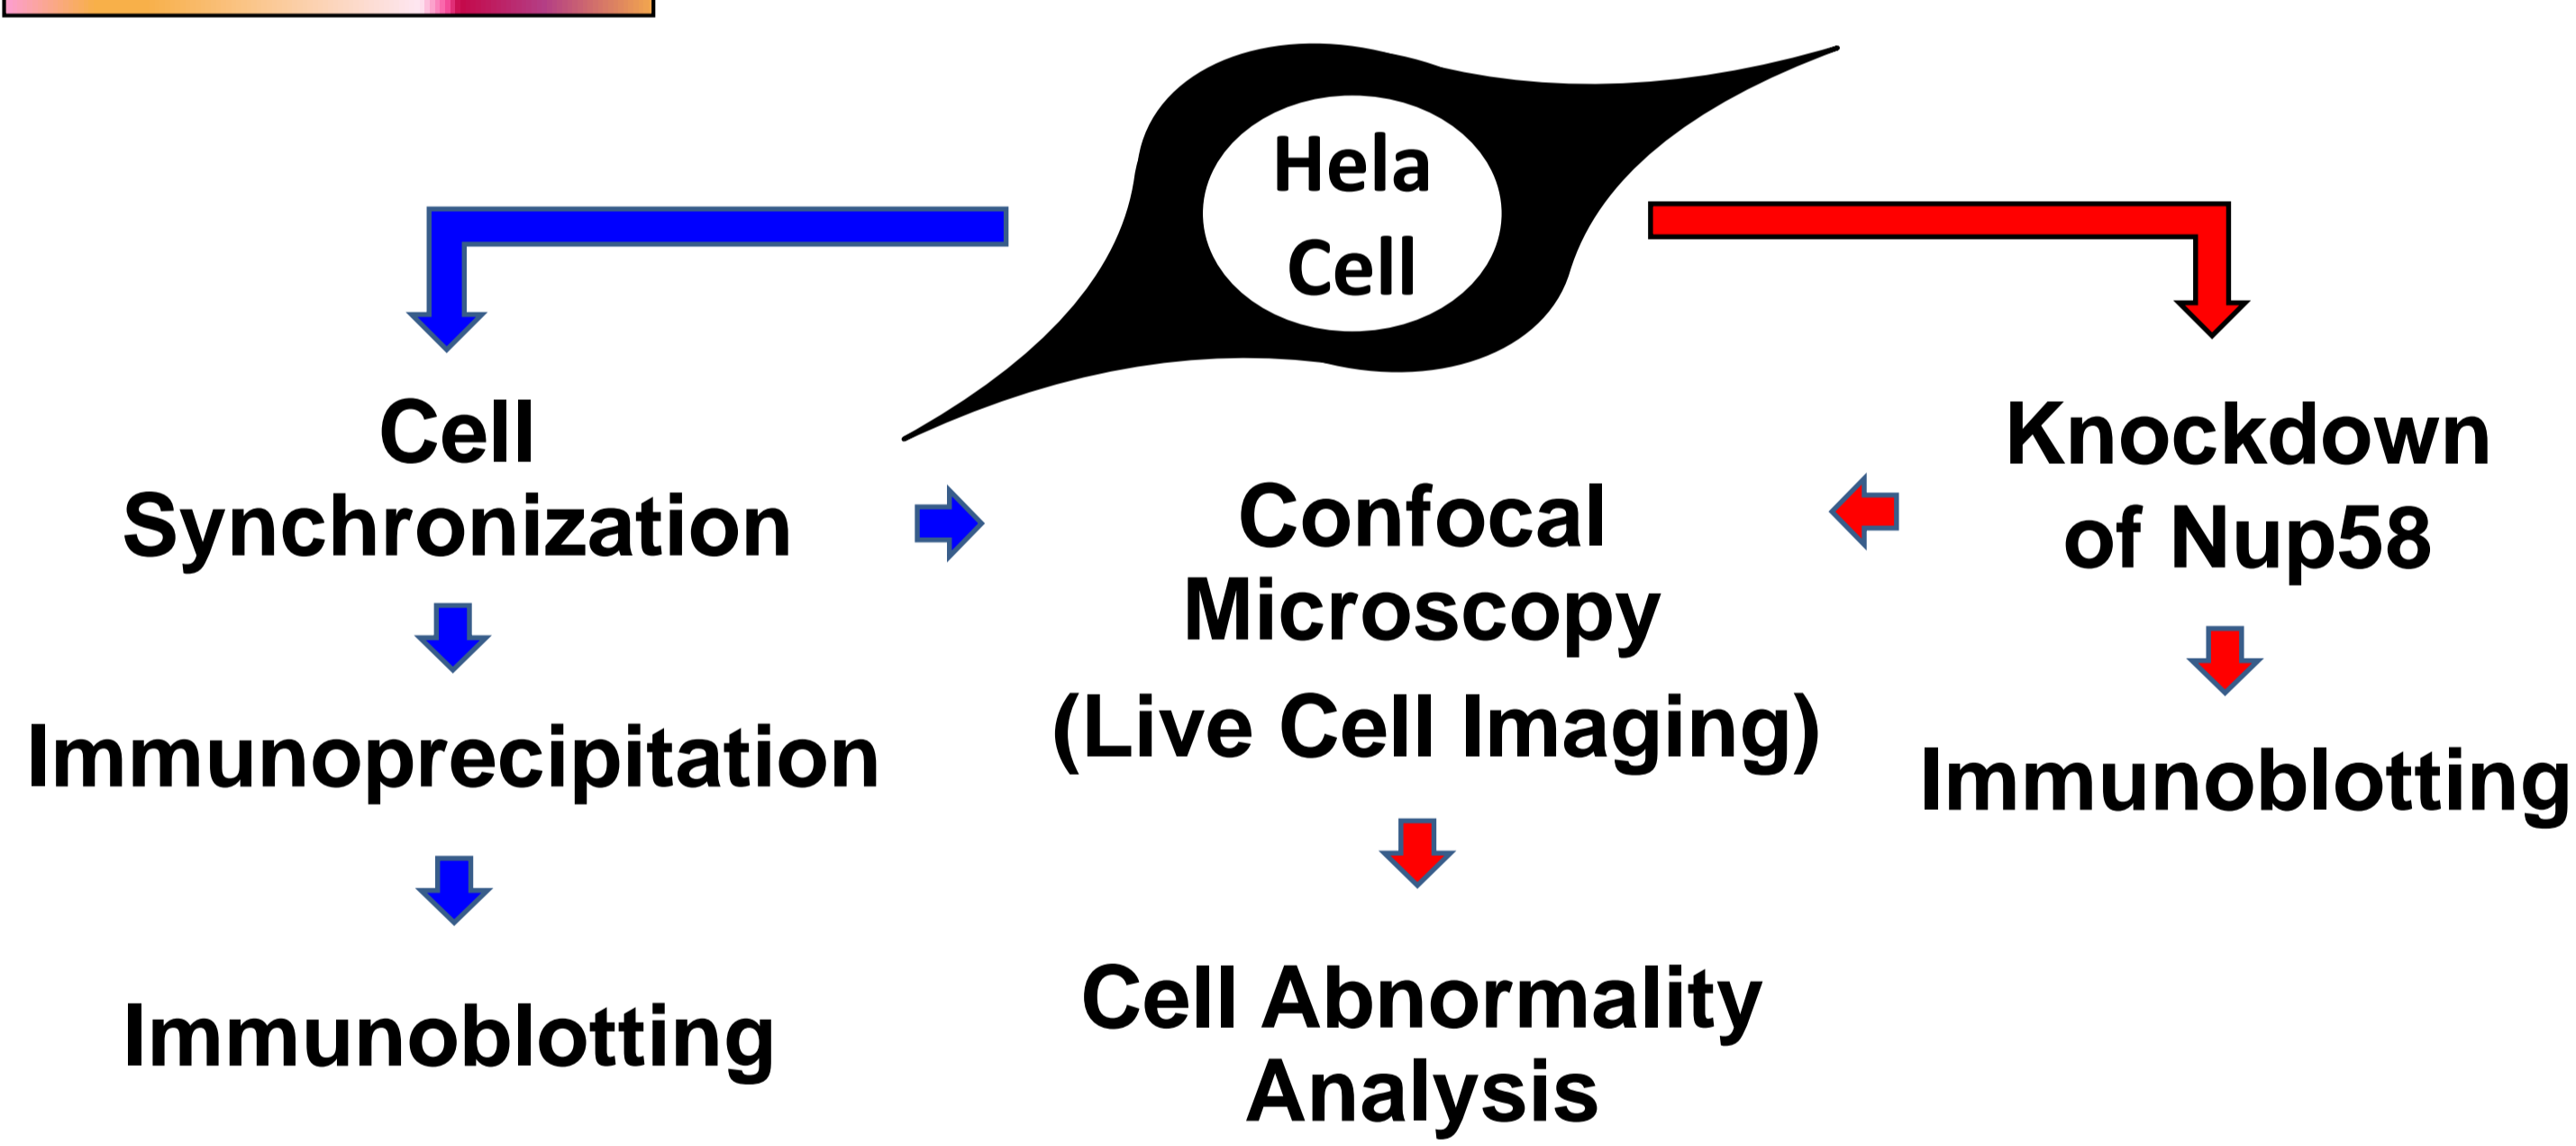 Hela
Cell
Cell
Synchronization
Immunoprecipitation
Immunoblotting
Confocal
Microscopy
(Live Cell Imaging)
Cell Abnormality
Analysis
Knockdown
of Nup58
Immunoblotting